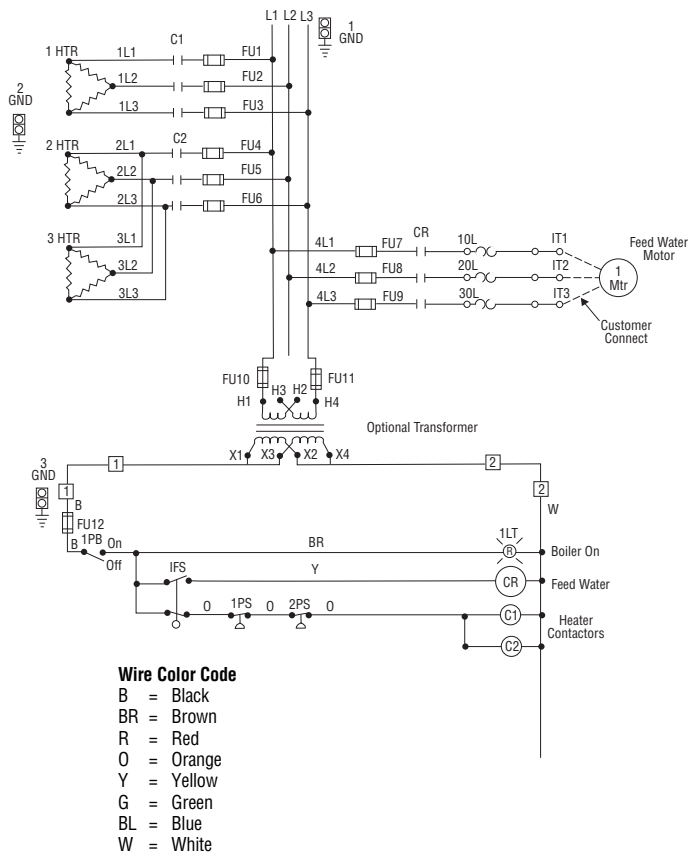 L1 L2 L3
1
GND
C1
1 HTR 1L1 FU1
1L2 FU2
1L3 FU3
2
GND
2 HTR 2L1 C2 FU4
2L2 FU5
2L3 FU6
3 HTR 3L1
3L2
3L3
4L1 FU7 CR 10L IT1
4L2 FU8 20L IT2
4L3 FU9 30L IT3
Feed Water
Motor
1
Mtr
Customer
Connect
FU10 FU11
H1 H3 H2 H4
Optional Transformer
X1 X3 X2 X4
1 2
3
GND
1 2
B W
FU12
B 1PB On BR 1LT R Boiler On
Off
IFS Y CR Feed Water
O 1PS O 2PS O C1
Heater
Contactors
C2
Wire Color Code
B = Black
BR = Brown
R = Red
O = Orange
Y = Yellow
G = Green
BL = Blue
W = White